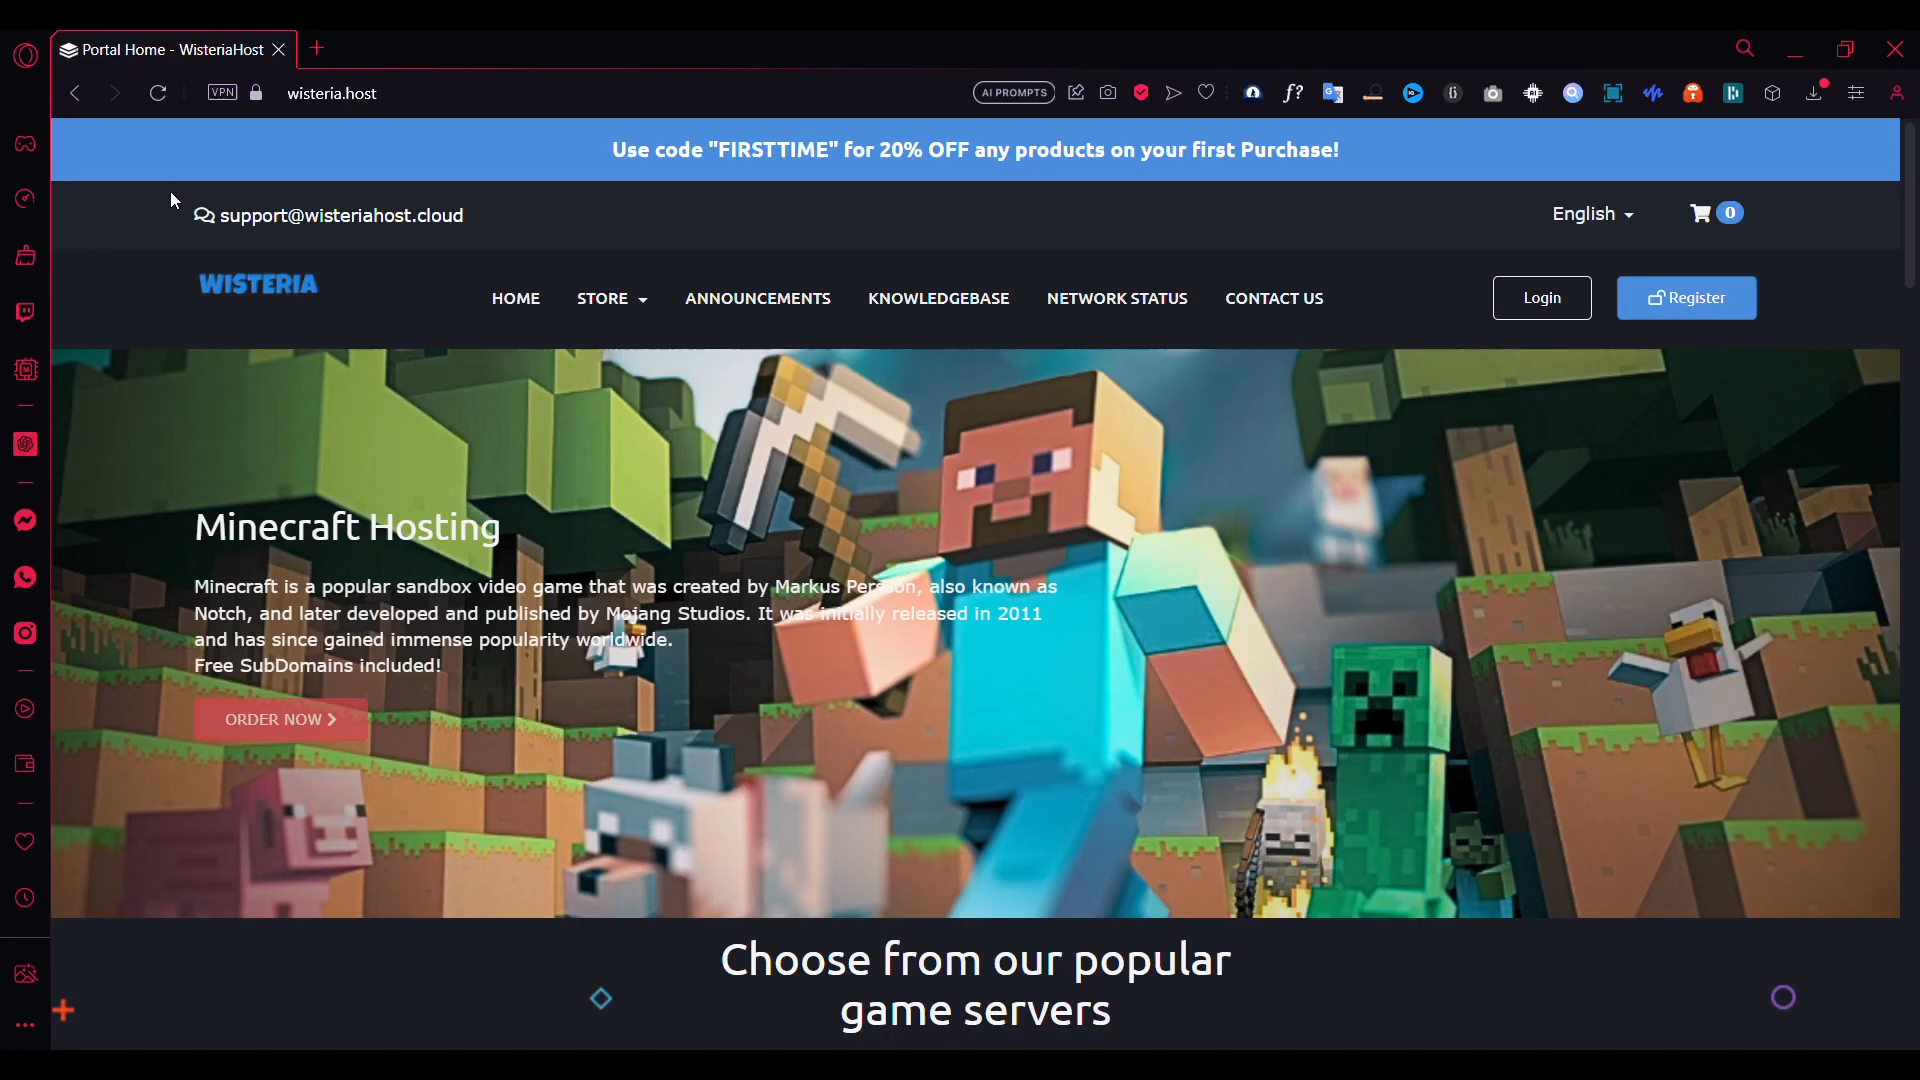 Portal Home - WisteriaHost
VPN
wisteria.host
AI PROMPTS
Use code "FIRSTTIME" for 20% OFF any products on your first Purchase!
support@wisteriahost.cloud
English
0
WISTERIA
HOME
STORE
ANNOUNCEMENTS
KNOWLEDGEBASE
NETWORK STATUS
CONTACT US
Login
Register
Minecraft Hosting
Minecraft is a popular sandbox video game that was created by Markus Persson, also known as
Notch, and later developed and published by Mojang Studios. It was initially released in 2011
and has since gained immense popularity worldwide.
Free SubDomains included!
ORDER NOW
Choose from our popular
game servers